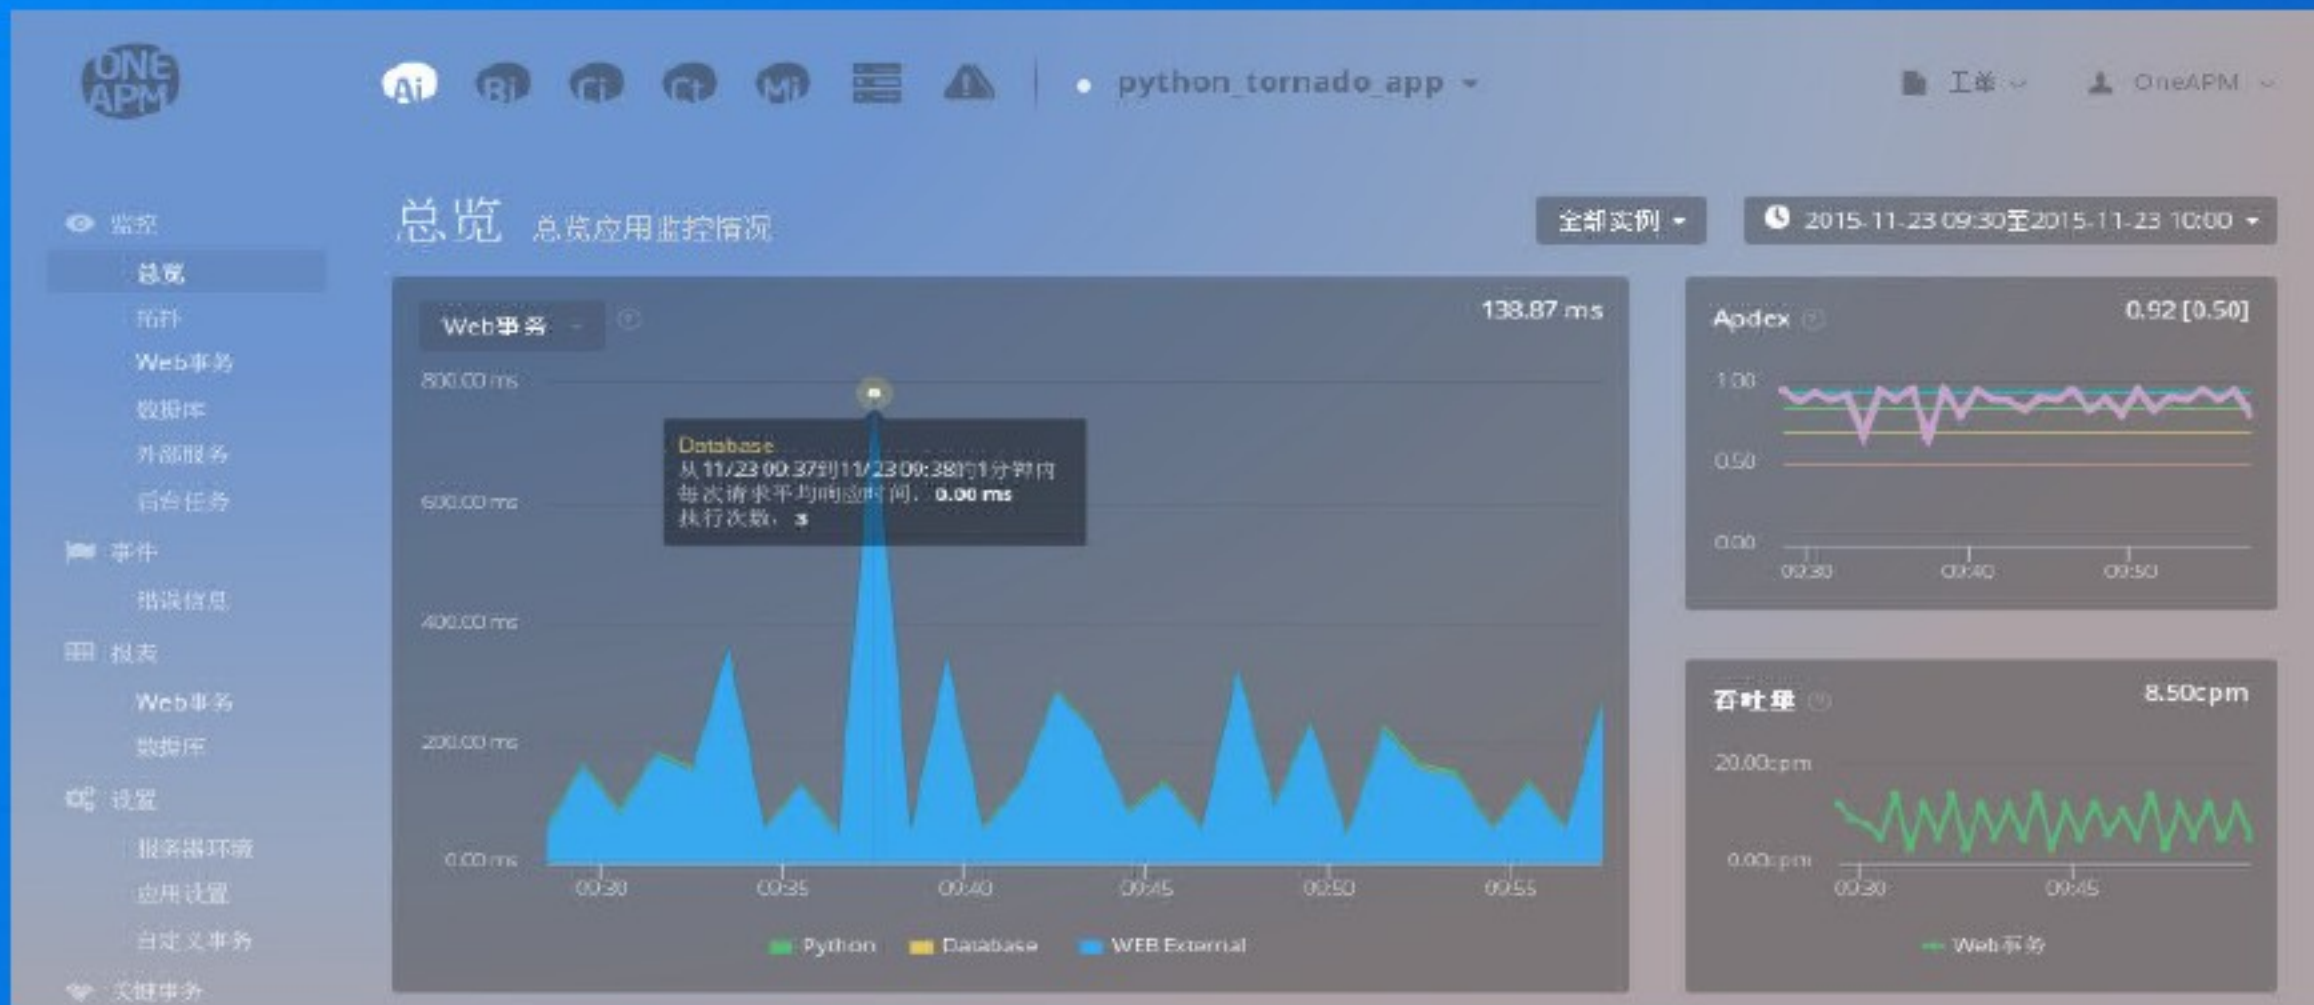 ONE
APM
Ai Bi Ci Ct Mi
python_tornado_app
工单
OneAPM
总览 总览应用监控情况
全部实例
2015-11-23 09:30至2015-11-23 10:00
监控
总览
拓扑
Web事务
数据库
外部服务
后台任务
事件
错误信息
报表
Web事务
数据库
设置
服务器环境
应用设置
自定义事务
关键事务
Web事务
138.87 ms
800.00 ms
600.00 ms
400.00 ms
200.00 ms
0.00 ms
Database
从11/23 09:37到11/23 09:38的1分钟内
每次请求平均响应时间: 0.00 ms
执行次数: 3
09:30 09:35 09:40 09:45 09:50 09:55
Python Database WEB External
Apdex
0.92 [0.50]
1.00
0.50
0.00
09:30 09:40 09:50
吞吐量
8.50cpm
20.00cpm
0.00cpm
09:30 09:45
Web事务